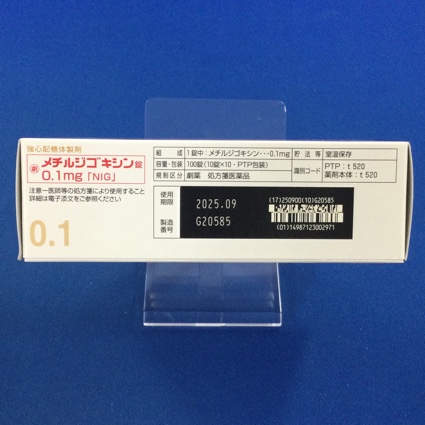 強心配糖体製剤
劇 メチルジゴキシン錠
0.1mg「NIG」
注意－医師等の処方箋により使用すること
詳細は電子添文をご参照ください
0.1
組成 1錠中：メチルジゴキシン･･･0.1mg
容量・包装 100錠(10錠×10・PTP包装)
規制区分 劇薬 処方箋医薬品
貯法等 室温保存
識別コード PTP：t 520
薬剤本体：t 520
使用
期限 2025.09
製造
番号 G20585
(17)250900(10)G20585
(01)14987123002971